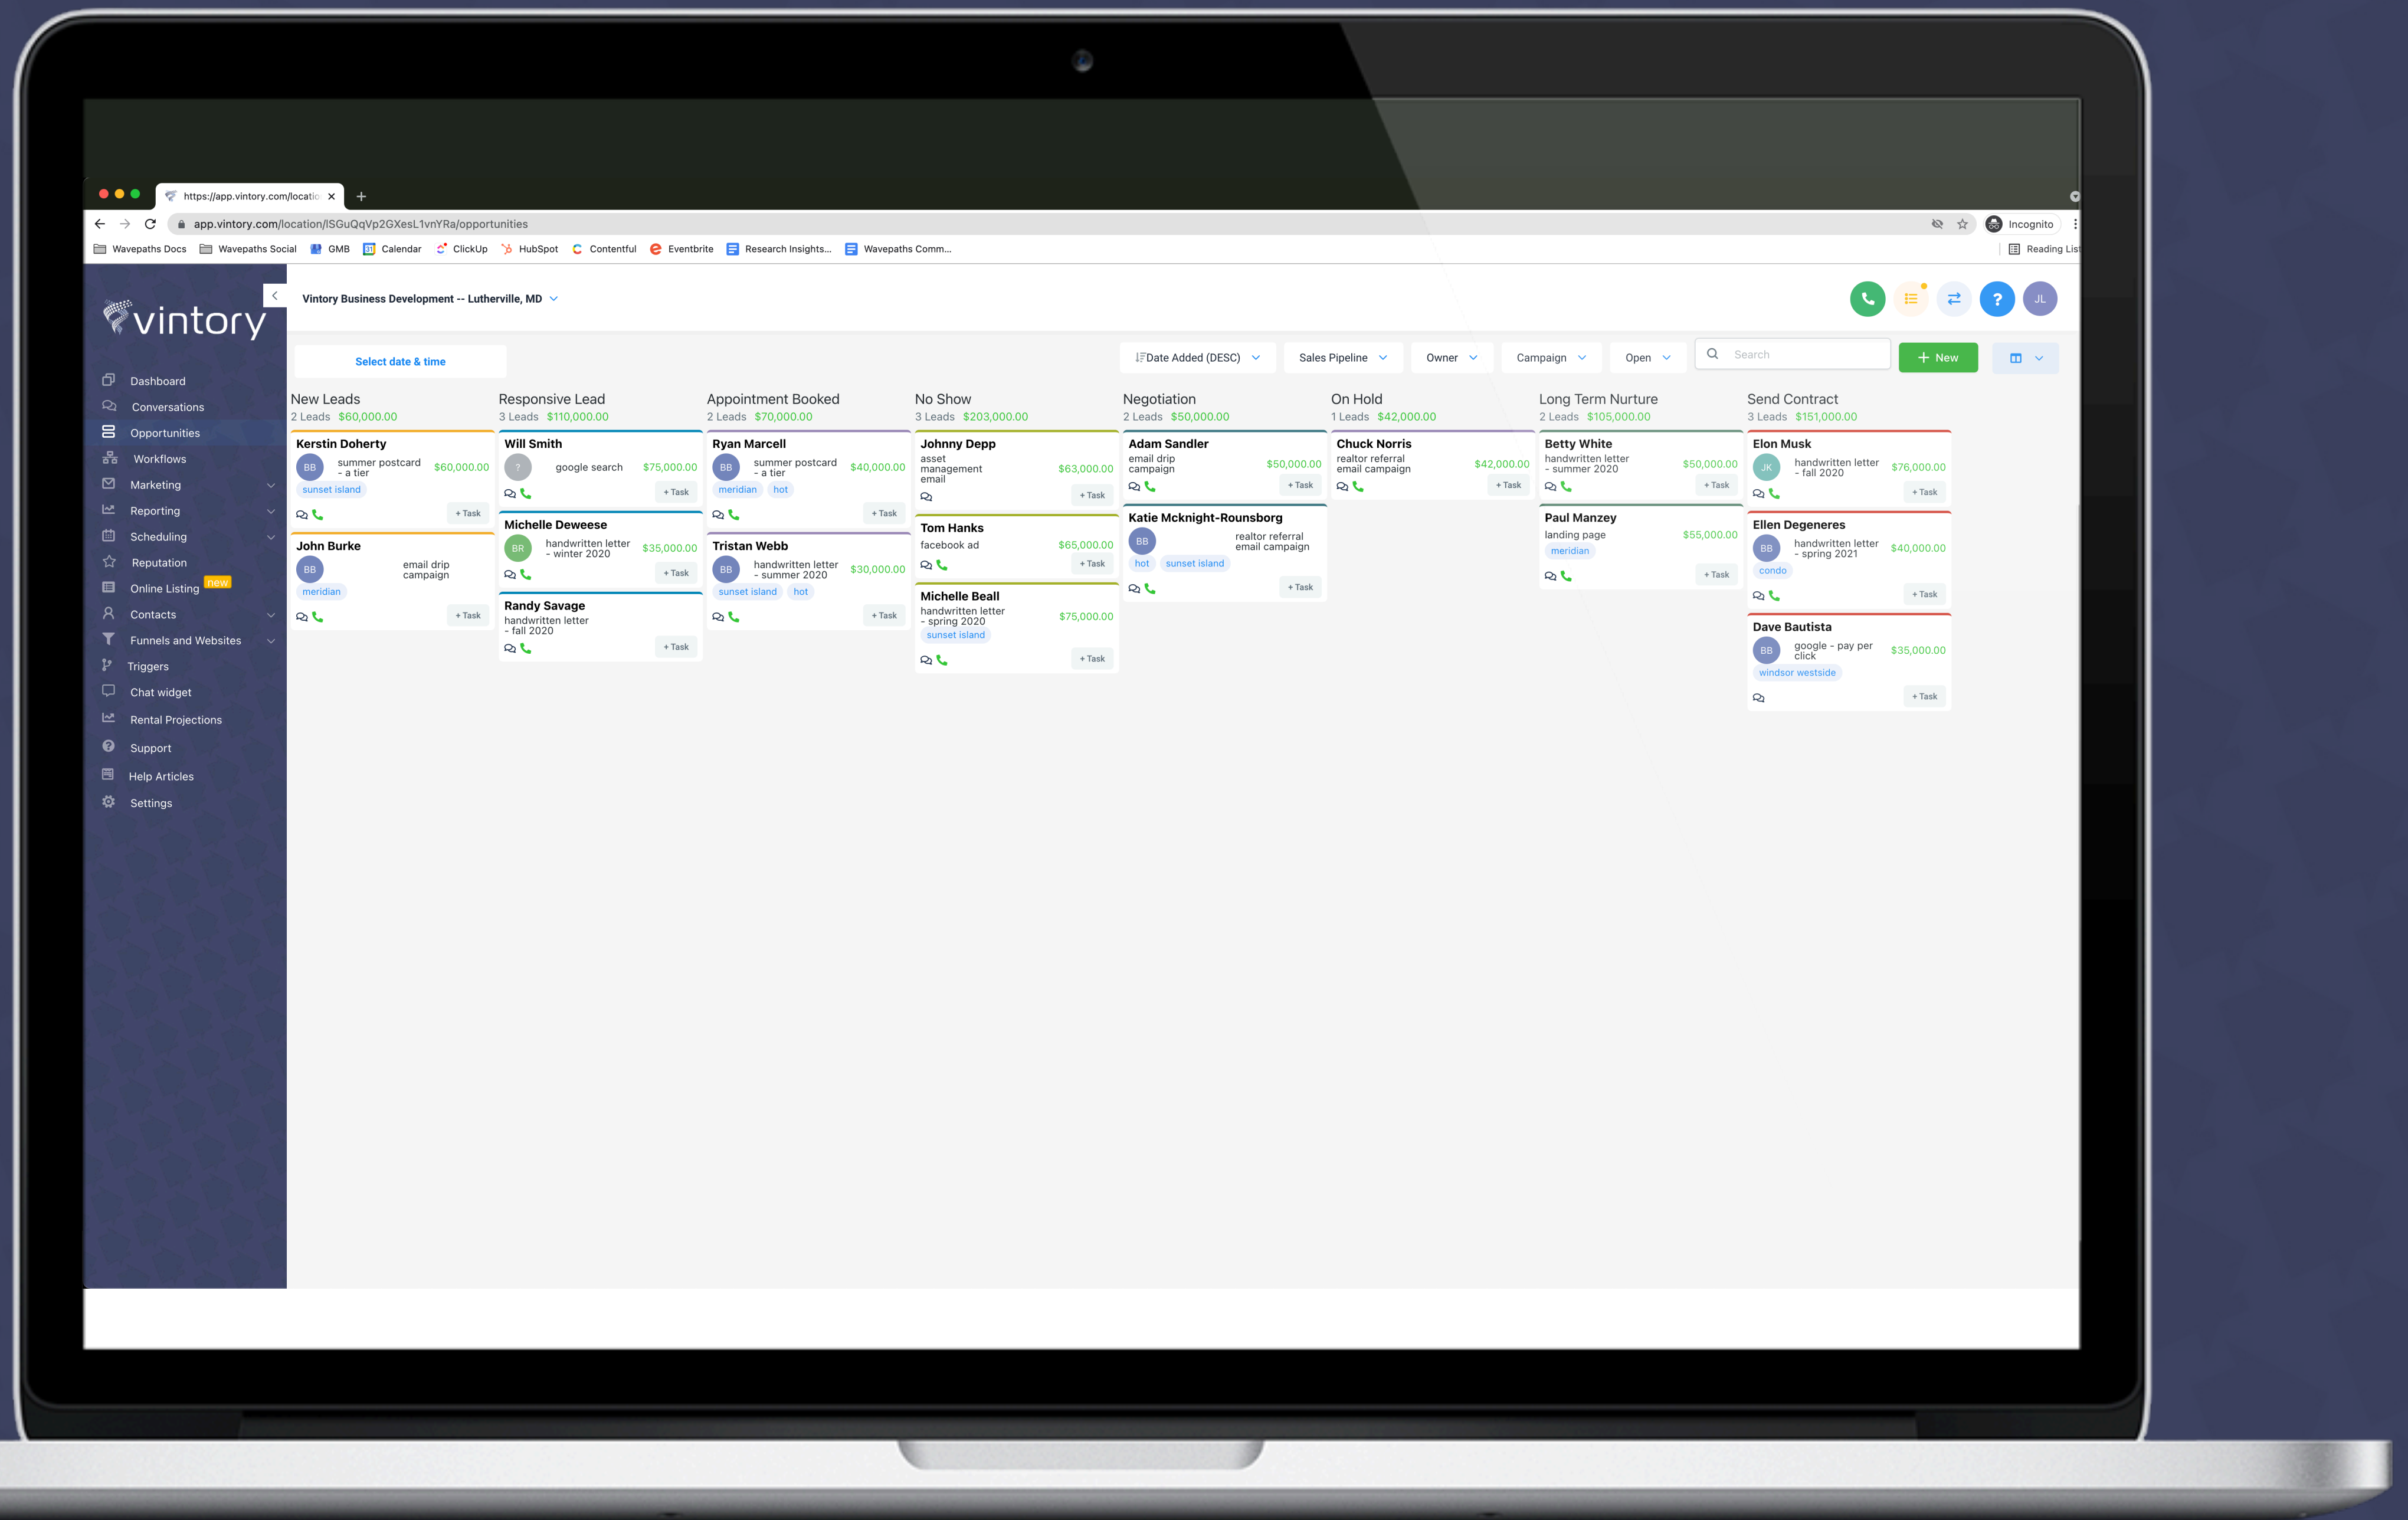 https://app.vintory.com/locatio
app.vintory.com/location/lSGuQqVp2GXesL1vnYRa/opportunities
Incognito
Wavepaths Docs Wavepaths Social GMB 31 Calendar ClickUp HubSpot Contentful Eventbrite Research Insights... Wavepaths Comm... Reading List
vintory
Dashboard
Conversations
Opportunities
Workflows
Marketing
Reporting
Scheduling
Reputation
Online Listing new
Contacts
Funnels and Websites
Triggers
Chat widget
Rental Projections
Support
Help Articles
Settings
Vintory Business Development -- Lutherville, MD
? JL
Select date & time
Date Added (DESC) Sales Pipeline Owner Campaign Open Search + New
New Leads
2 Leads $60,000.00
Kerstin Doherty
BB summer postcard
- a tier
$60,000.00
sunset island
+ Task
John Burke
BB email drip
campaign
meridian
+ Task
Responsive Lead
3 Leads $110,000.00
Will Smith
? google search $75,000.00
+ Task
Michelle Deweese
BR handwritten letter
- winter 2020
$35,000.00
+ Task
Randy Savage
handwritten letter
- fall 2020
+ Task
Appointment Booked
2 Leads $70,000.00
Ryan Marcell
BB summer postcard
- a tier
$40,000.00
meridian hot
+ Task
Tristan Webb
BB handwritten letter
- summer 2020
$30,000.00
sunset island hot
+ Task
No Show
3 Leads $203,000.00
Johnny Depp
asset
management
email
$63,000.00
+ Task
Tom Hanks
facebook ad $65,000.00
+ Task
Michelle Beall
handwritten letter
- spring 2020
$75,000.00
sunset island
+ Task
Negotiation
2 Leads $50,000.00
Adam Sandler
email drip
campaign
$50,000.00
+ Task
Katie Mcknight-Rounsborg
BB realtor referral
email campaign
hot sunset island
+ Task
On Hold
1 Leads $42,000.00
Chuck Norris
realtor referral
email campaign
$42,000.00
+ Task
Long Term Nurture
2 Leads $105,000.00
Betty White
handwritten letter
- summer 2020
$50,000.00
+ Task
Paul Manzey
landing page $55,000.00
meridian
+ Task
Send Contract
3 Leads $151,000.00
Elon Musk
JK handwritten letter
- fall 2020
$76,000.00
+ Task
Ellen Degeneres
BB handwritten letter
- spring 2021
$40,000.00
condo
+ Task
Dave Bautista
BB google - pay per
click
$35,000.00
windsor westside
+ Task